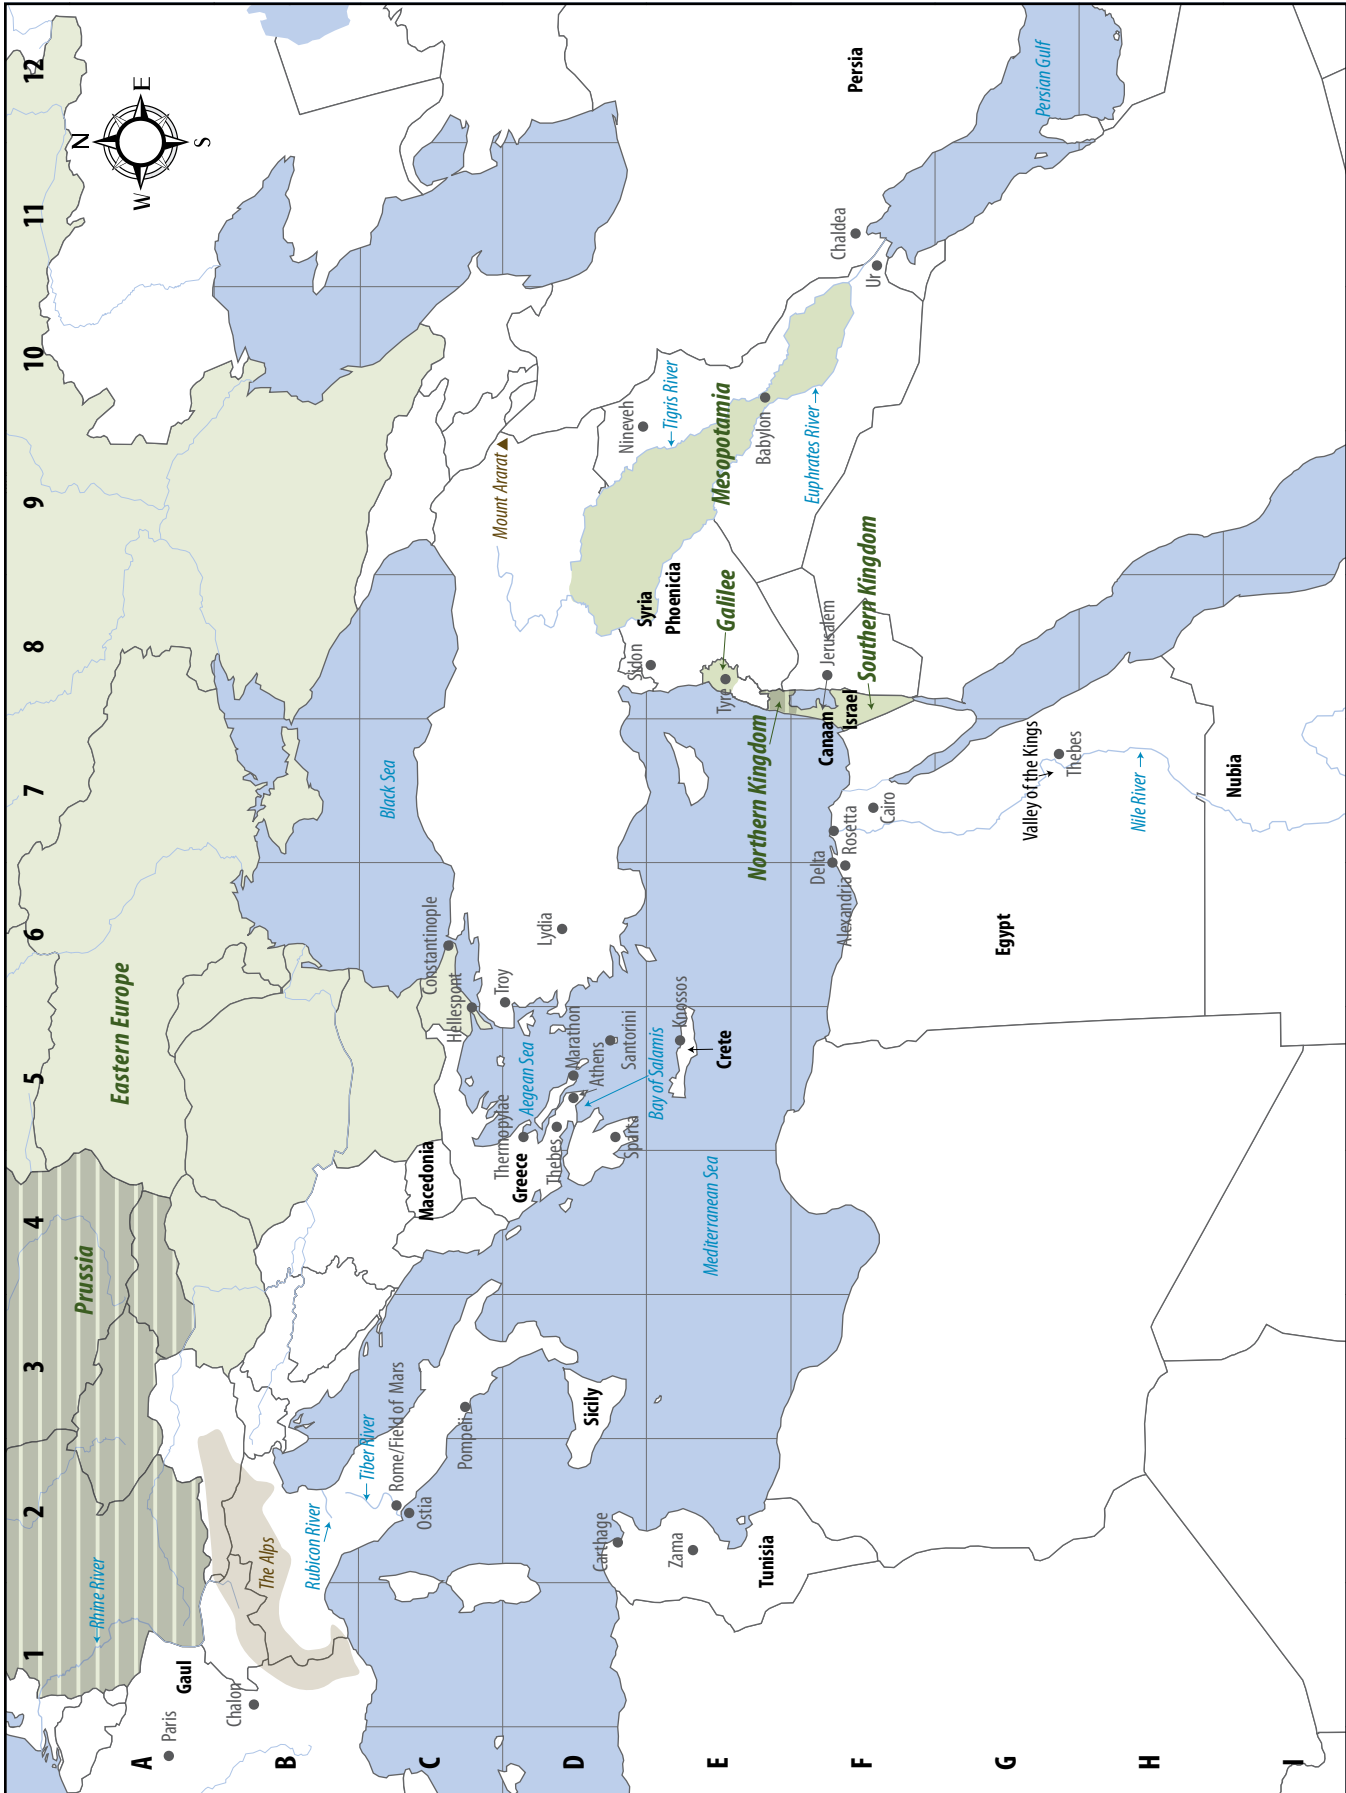 1
2
3
4
5
6
7
8
9
10
11
12
A
B
C
D
E
F
G
H
I
N
E
S
W
Rhine River
Prussia
Eastern Europe
Paris
Gaul
Chalon
The Alps
Rubicon River
Tiber River
Rome/Field of Mars
Ostia
Pompeii
Macedonia
Black Sea
Constantinople
Hellespont
Troy
Lydia
Mount Ararat
Thermopylae
Greece
Thebes
Aegean Sea
Marathon
Athens
Santorini
Bay of Salamis
Sparta
Knossos
Crete
Sicily
Mediterranean Sea
Carthage
Zama
Tunisia
Nineveh
Tigris River
Mesopotamia
Babylon
Euphrates River
Syria
Phoenicia
Sidon
Galilee
Tyre
Northern Kingdom
Jerusalem
Canaan
Israel
Southern Kingdom
Chaldea
Ur
Persia
Persian Gulf
Delta
Rosetta
Alexandria
Cairo
Egypt
Valley of the Kings
Thebes
Nile River
Nubia